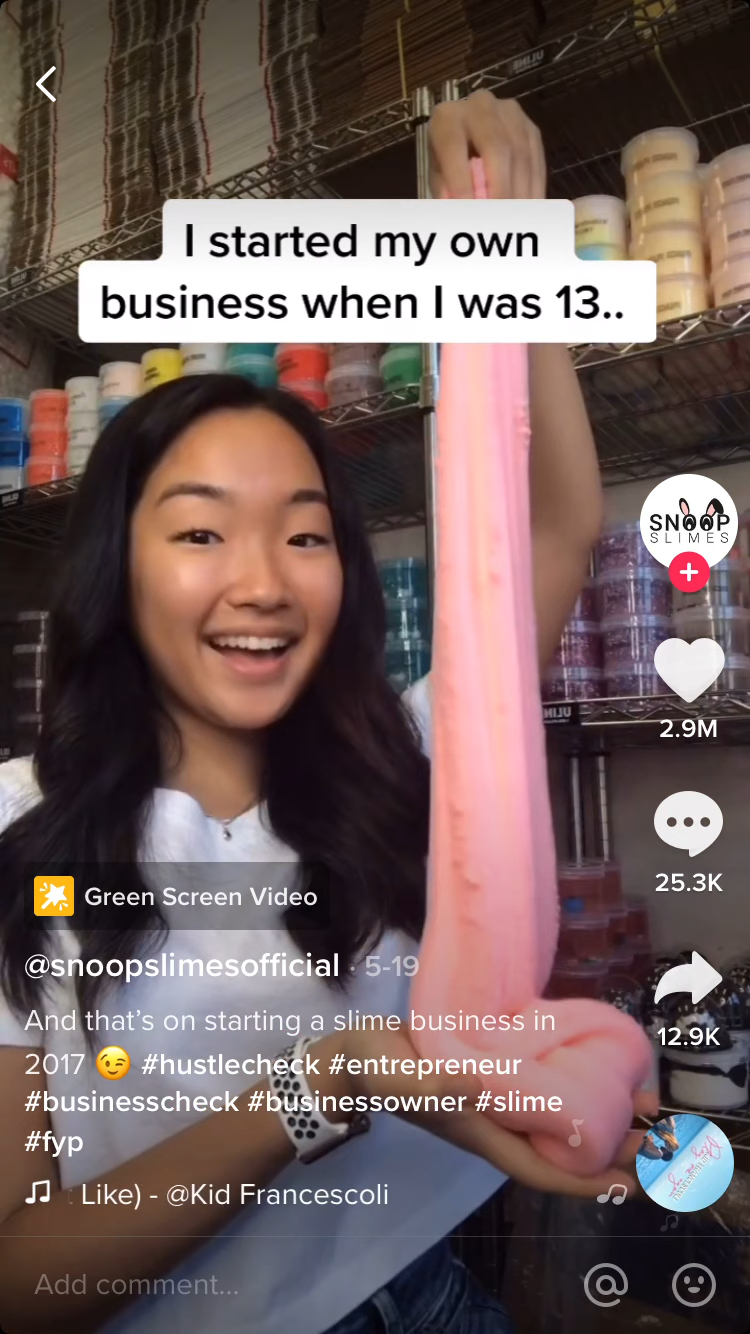 ULINE
I started my own
business when I was 13..
SNOOP
SLIMES
2.9M
ULINE
25.3K
Green Screen Video
@snoopslimesofficial · 5-19
And that’s on starting a slime business in
2017 😉 #hustlecheck #entrepreneur
#businesscheck #businessowner #slime
#fyp
12.9K
: Like) - @Kid Francescoli
Add comment...